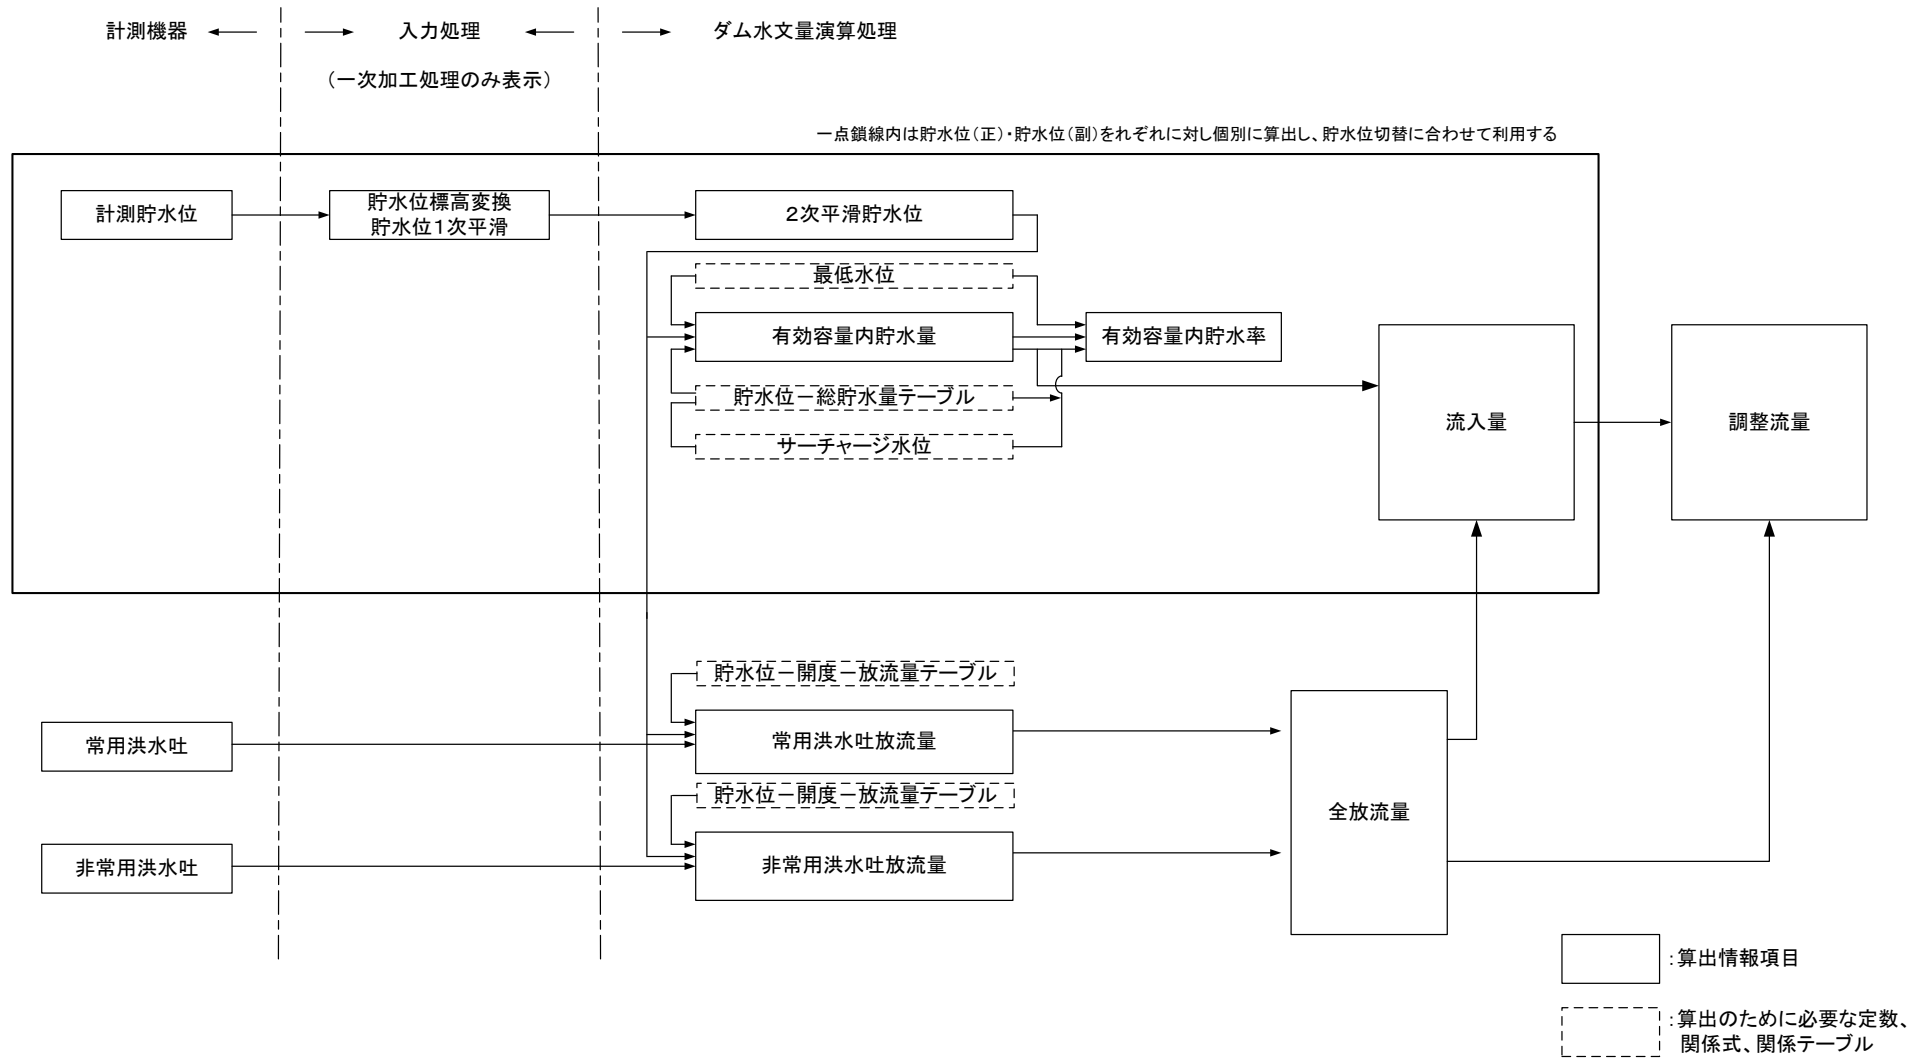 計測機器
入力処理
ダム水文量演算処理
（一次加工処理のみ表示）
一点鎖線内は貯水位（正）・貯水位（副）をれぞれに対し個別に算出し、貯水位切替に合わせて利用する
計測貯水位
貯水位標高変換
貯水位１次平滑
２次平滑貯水位
最低水位
有効容量内貯水量
有効容量内貯水率
貯水位－総貯水量テーブル
サーチャージ水位
流入量
調整流量
貯水位－開度－放流量テーブル
常用洪水吐
常用洪水吐放流量
貯水位－開度－放流量テーブル
非常用洪水吐
非常用洪水吐放流量
全放流量
：算出情報項目
：算出のために必要な定数、
関係式、関係テーブル